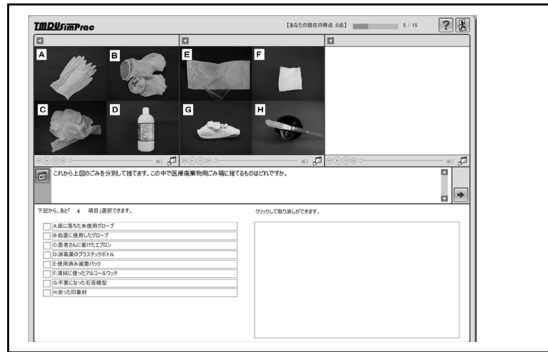 TMDUSimPrac
【あなたの現在の得点:0点】 8 / 15 ?
A B E F
C D G H
これから上図のごみを分別して捨てます。この中で医療廃棄物用ごみ箱に捨てるものはどれですか。
下記から、あと「 4 項目」選択できます。
クリックして取り消しができます。
A:床に落ちた未使用グローブ
B:処置に使用したグローブ
C:患者さんに着けたエプロン
D:消毒薬のプラスチックボトル
E:使用済み滅菌パック
F:清拭に使ったアルコールワッテ
G:不要になった石膏模型
H:余った印象材